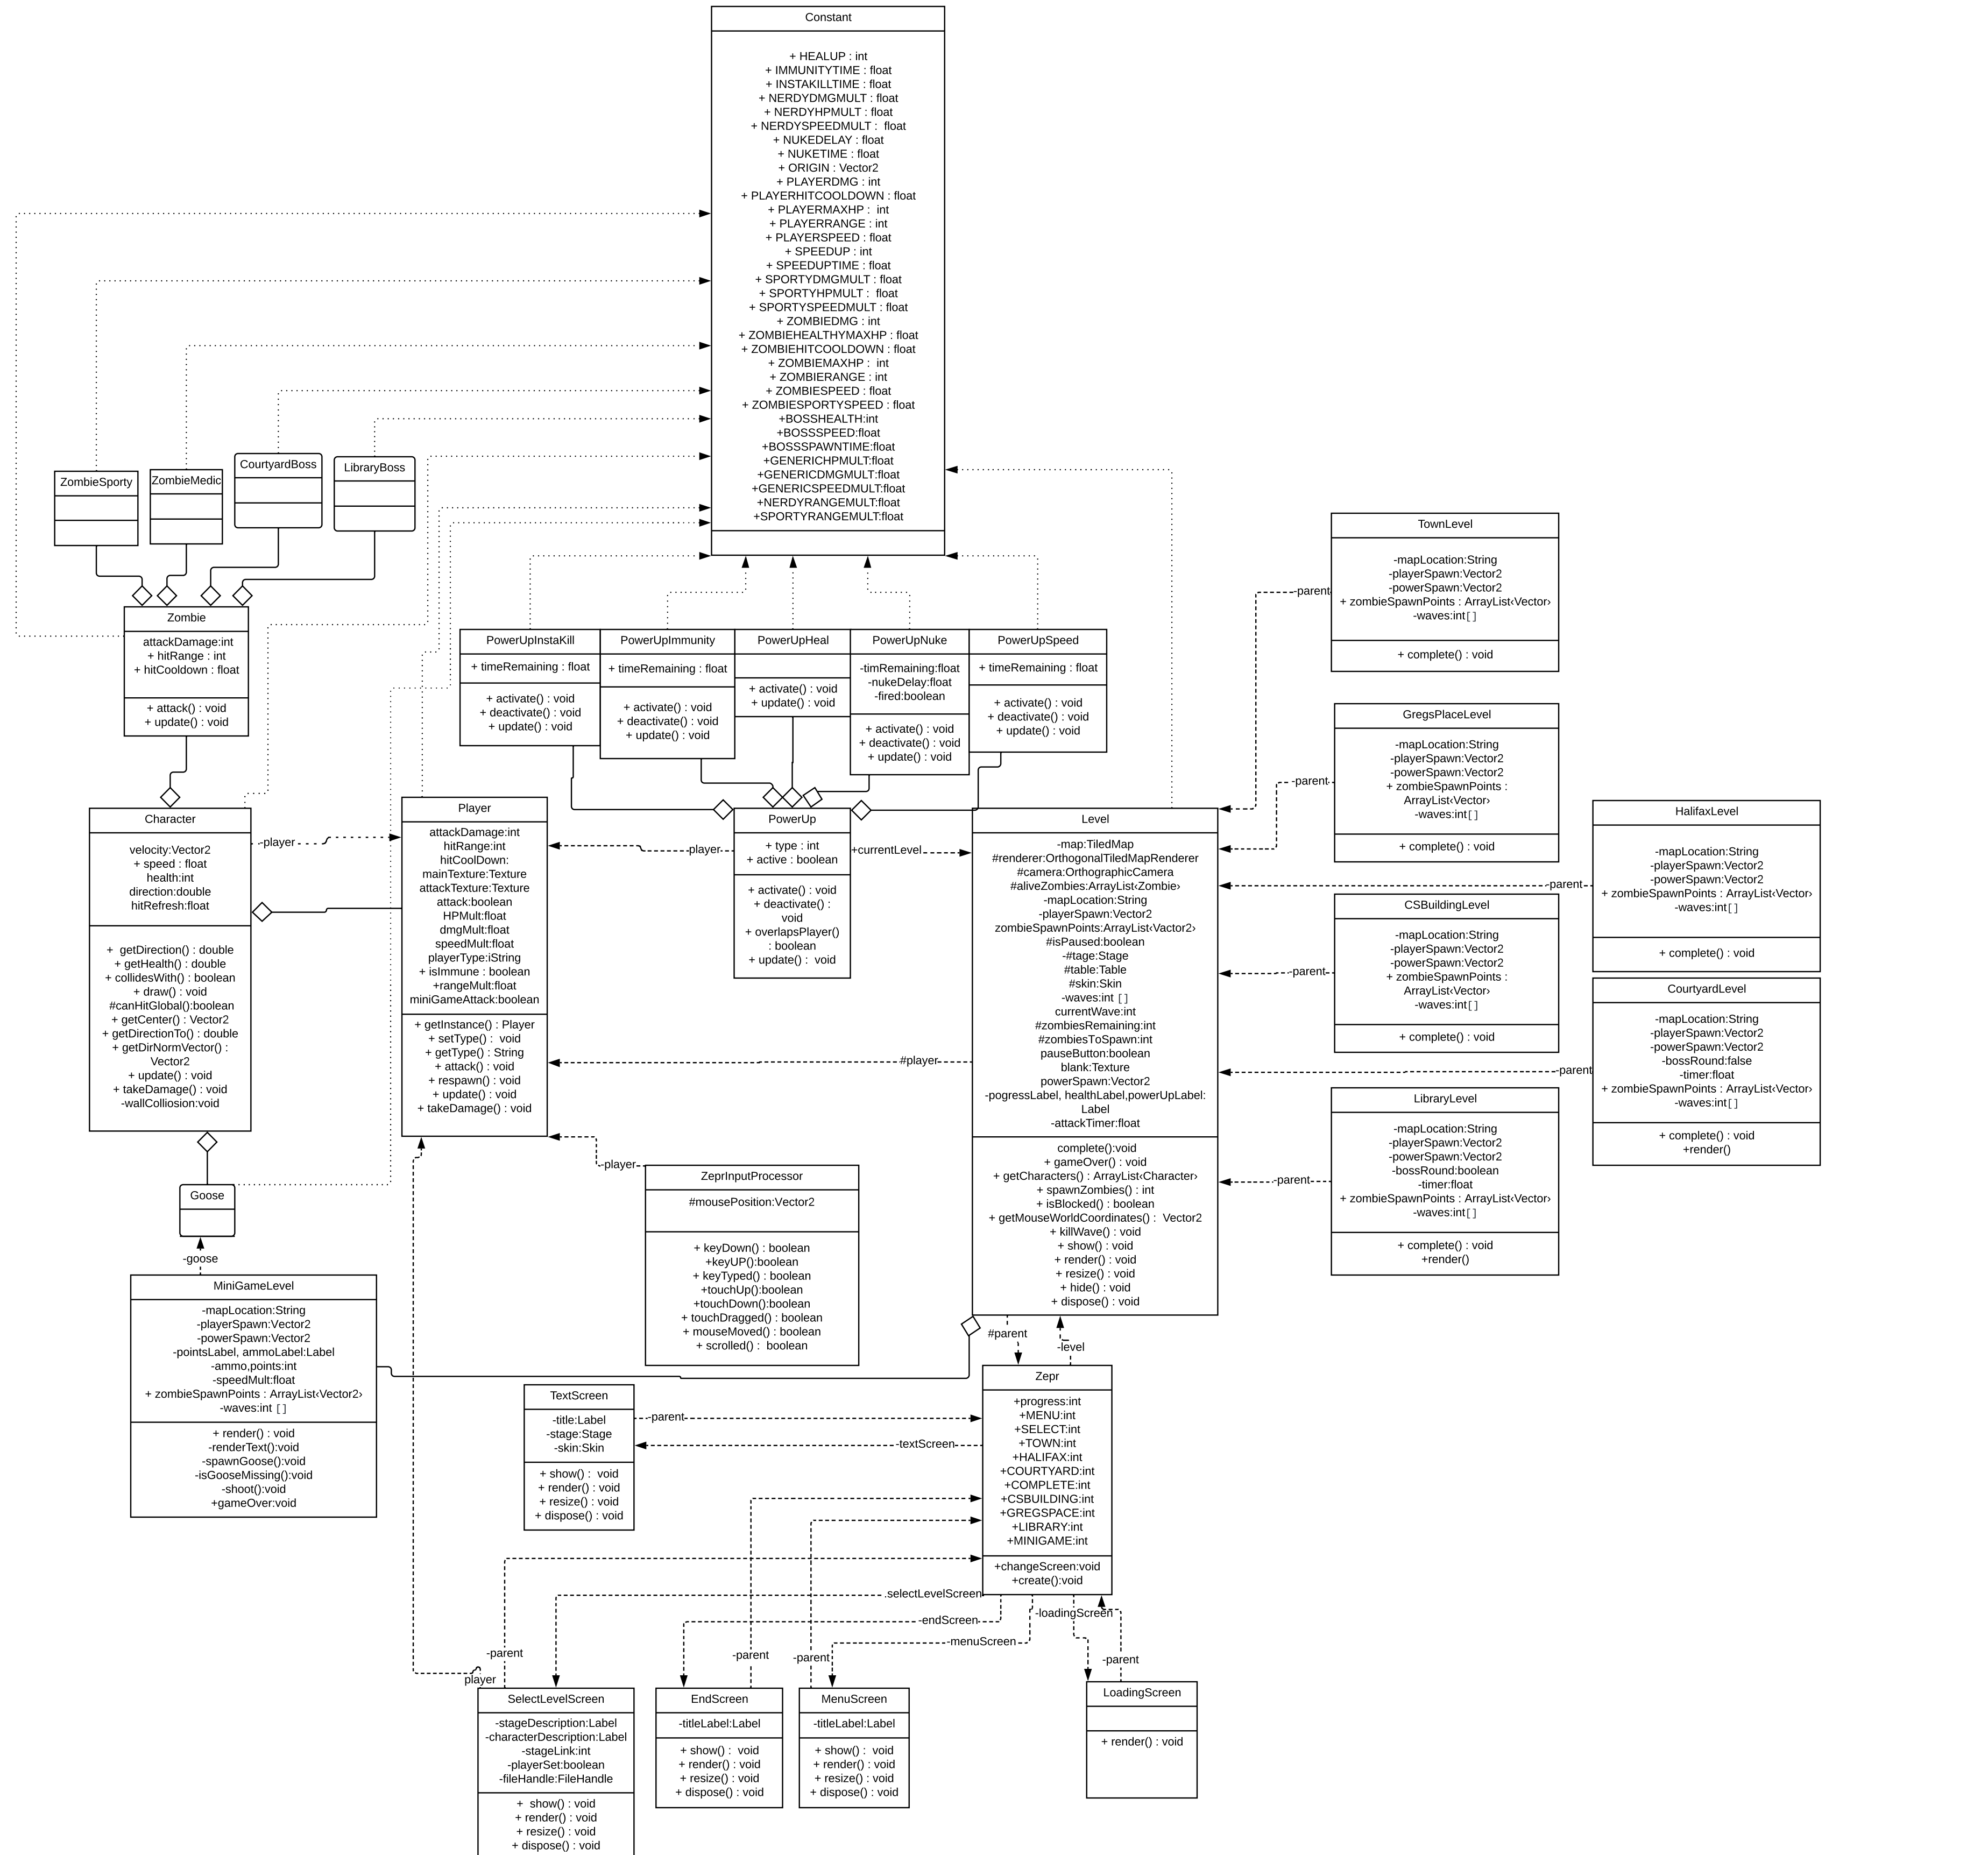 Constant
+ HEALUP : int
+ IMMUNITYTIME : float
+ INSTAKILLTIME : float
+ NERDYDMGMULT : float
+ NERDYHPMULT : float
+ NERDYSPEEDMULT :  float
+ NUKEDELAY : float
+ NUKETIME : float
+ ORIGIN : Vector2
+ PLAYERDMG : int
+ PLAYERHITCOOLDOWN : float
+ PLAYERMAXHP :  int
+ PLAYERRANGE : int
+ PLAYERSPEED : float
+ SPEEDUP : int
+ SPEEDUPTIME : float
+ SPORTYDMGMULT : float
+ SPORTYHPMULT :  float
+ SPORTYSPEEDMULT : float
+ ZOMBIEDMG : int
+ ZOMBIEHEALTHYMAXHP : float
+ ZOMBIEHITCOOLDOWN : float
+ ZOMBIEMAXHP :  int
+ ZOMBIERANGE : int
+ ZOMBIESPEED : float
+ ZOMBIESPORTYSPEED : float
+BOSSHEALTH:int
+BOSSSPEED:float
+BOSSSPAWNTIME:float
+GENERICHPMULT:float
+GENERICDMGMULT:float
+GENERICSPEEDMULT:float
+NERDYRANGEMULT:float
+SPORTYRANGEMULT:float
ZombieSporty
ZombieMedic
CourtyardBoss
LibraryBoss
Zombie
attackDamage:int
+ hitRange : int
+ hitCooldown : float
+ attack() : void
+ update() : void
PowerUpInstaKill
+ timeRemaining : float
+ activate() : void
+ deactivate() : void
+ update() : void
PowerUpImmunity
+ timeRemaining : float
+ activate() : void
+ deactivate() : void
+ update() : void
PowerUpHeal
+ activate() : void
+ update() : void
PowerUpNuke
-timRemaining:float
-nukeDelay:float
-fired:boolean
+ activate() : void
+ deactivate() : void
+ update() : void
PowerUpSpeed
+ timeRemaining : float
+ activate() : void
+ deactivate() : void
+ update() : void
TownLevel
-mapLocation:String
-playerSpawn:Vector2
-powerSpawn:Vector2
+ zombieSpawnPoints : ArrayList‹Vector›
-waves:int[]
+ complete() : void
-parent
GregsPlaceLevel
-mapLocation:String
-playerSpawn:Vector2
-powerSpawn:Vector2
+ zombieSpawnPoints :
ArrayList‹Vector›
-waves:int[]
+ complete() : void
-parent
HalifaxLevel
-mapLocation:String
-playerSpawn:Vector2
-powerSpawn:Vector2
+ zombieSpawnPoints : ArrayList‹Vector›
-waves:int[]
+ complete() : void
-parent
CSBuildingLevel
-mapLocation:String
-playerSpawn:Vector2
-powerSpawn:Vector2
+ zombieSpawnPoints :
ArrayList‹Vector›
-waves:int[]
+ complete() : void
-parent
CourtyardLevel
-mapLocation:String
-playerSpawn:Vector2
-powerSpawn:Vector2
-bossRound:false
-timer:float
+ zombieSpawnPoints : ArrayList‹Vector›
-waves:int[]
+ complete() : void
+render()
-parent
LibraryLevel
-mapLocation:String
-playerSpawn:Vector2
-powerSpawn:Vector2
-bossRound:boolean
-timer:float
+ zombieSpawnPoints : ArrayList‹Vector›
-waves:int[]
+ complete() : void
+render()
-parent
Character
velocity:Vector2
+ speed : float
health:int
direction:double
hitRefresh:float
+  getDirection() : double
+ getHealth() : double
+ collidesWith() : boolean
+ draw() : void
#canHitGlobal():boolean
+ getCenter() : Vector2
+ getDirectionTo() : double
+ getDirNormVector() :
Vector2
+ update() : void
+ takeDamage() : void
-wallColliosion:void
-player
Player
attackDamage:int
hitRange:int
hitCoolDown:
mainTexture:Texture
attackTexture:Texture
attack:boolean
HPMult:float
dmgMult:float
speedMult:float
playerType:iString
+ isImmune : boolean
+rangeMult:float
miniGameAttack:boolean
+ getInstance() : Player
+ setType() :  void
+ getType() : String
+ attack() : void
+ respawn() : void
+ update() : void
+ takeDamage() : void
player
PowerUp
+ type : int
+ active : boolean
+ activate() : void
+ deactivate() :
void
+ overlapsPlayer()
: boolean
+ update() :  void
+currentLevel
Level
-map:TiledMap
#renderer:OrthogonalTiledMapRenderer
#camera:OrthographicCamera
#aliveZombies:ArrayList‹Zombie›
-mapLocation:String
-playerSpawn:Vector2
zombieSpawnPoints:ArrayList‹Vactor2›
#isPaused:boolean
-#tage:Stage
#table:Table
#skin:Skin
-waves:int []
currentWave:int
#zombiesRemaining:int
#zombiesToSpawn:int
pauseButton:boolean
blank:Texture
powerSpawn:Vector2
-pogressLabel, healthLabel,powerUpLabel:
Label
-attackTimer:float
complete():void
+ gameOver() : void
+ getCharacters() : ArrayList‹Character›
+ spawnZombies() : int
+ isBlocked() : boolean
+ getMouseWorldCoordinates() :  Vector2
+ killWave() : void
+ show() : void
+ render() : void
+ resize() : void
+ hide() : void
+ dispose() : void
#player
-player
ZeprInputProcessor
#mousePosition:Vector2
+ keyDown() : boolean
+keyUP():boolean
+ keyTyped() : boolean
+touchUp():boolean
+touchDown():boolean
+ touchDragged() : boolean
+ mouseMoved() : boolean
+ scrolled() :  boolean
Goose
-goose
MiniGameLevel
-mapLocation:String
-playerSpawn:Vector2
-powerSpawn:Vector2
-pointsLabel, ammoLabel:Label
-ammo,points:int
-speedMult:float
+ zombieSpawnPoints : ArrayList‹Vector2›
-waves:int []
+ render() : void
-renderText():void
-spawnGoose():void
-isGooseMissing():void
-shoot():void
+gameOver:void
#parent
-level
Zepr
+progress:int
+MENU:int
+SELECT:int
+TOWN:int
+HALIFAX:int
+COURTYARD:int
+COMPLETE:int
+CSBUILDING:int
+GREGSPACE:int
+LIBRARY:int
+MINIGAME:int
+changeScreen:void
+create():void
TextScreen
-title:Label
-stage:Stage
-skin:Skin
+ show() :  void
+ render() : void
+ resize() : void
+ dispose() : void
-parent
-textScreen
.selectLevelScreen
-endScreen
-menuScreen
-loadingScreen
-parent
-parent
-parent
-parent
player
SelectLevelScreen
-stageDescription:Label
-characterDescription:Label
-stageLink:int
-playerSet:boolean
-fileHandle:FileHandle
+  show() : void
+ render() : void
+ resize() : void
+ dispose() : void
EndScreen
-titleLabel:Label
+ show() :  void
+ render() : void
+ resize() : void
+ dispose() : void
MenuScreen
-titleLabel:Label
+ show() :  void
+ render() : void
+ resize() : void
+ dispose() : void
LoadingScreen
+ render() : void